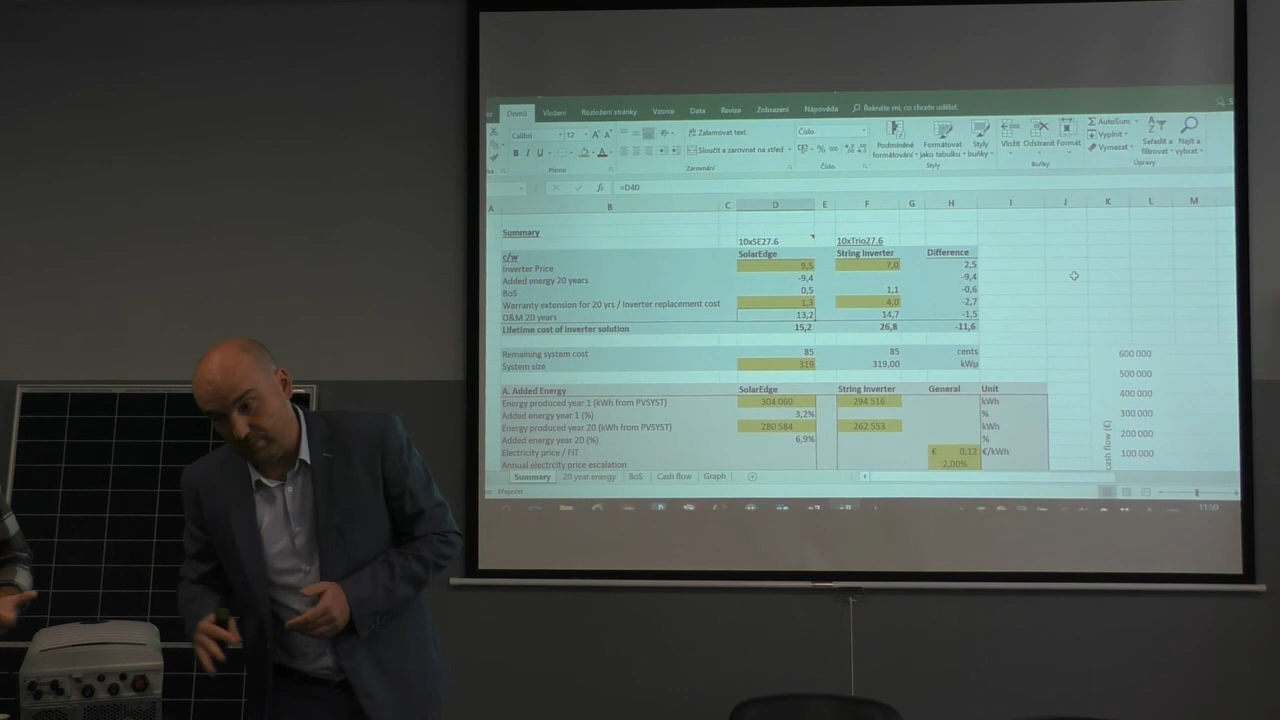 Domů Vložení Rozložení stránky Vzorce Data Revize Zobrazení Nápověda Řekněte mi, co chcete udělat.
Calibri 12 Zalamovat text Číslo Podmíněné formátování Formátovat jako tabulku Styly buňky Vložit Odstranit Formát AutoSum Vyplnit Vymazat Seřadit a filtrovat Najít a vybrat
B I U Sloučit a zarovnat na střed %
Písmo Zarovnání Číslo Styly Buňky Úpravy
fx =D40
A B C D E F G H I J K L M
Summary
10xSE27.6 10xTrio27.6
c/w SolarEdge String Inverter Difference
Inverter Price 9,5 7,0 2,5
Added energy 20 years -9,4 -9,4
BoS 0,5 1,1 -0,6
Warranty extension for 20 yrs / Inverter replacement cost 1,3 4,0 -2,7
O&M 20 years 13,2 14,7 -1,5
Lifetime cost of inverter solution 15,2 26,8 -11,6
Remaining system cost 85 85 cents
System size 319 319,00 kWp
A. Added Energy SolarEdge String Inverter General Unit
Energy produced year 1 (kWh from PVSYST) 304 060 294 516 kWh
Added energy year 1 (%) 3,2% %
Energy produced year 20 (kWh from PVSYST) 280 584 262 553 kWh
Added energy year 20 (%) 6,9% %
Electricity price / FiT € 0,12 €/kWh
Annual electrcity price escalation 2,00%
600 000
500 000
400 000
300 000
200 000
100 000
cash flow (€)
Summary 20 year energy BoS Cash flow Graph
Přepočet